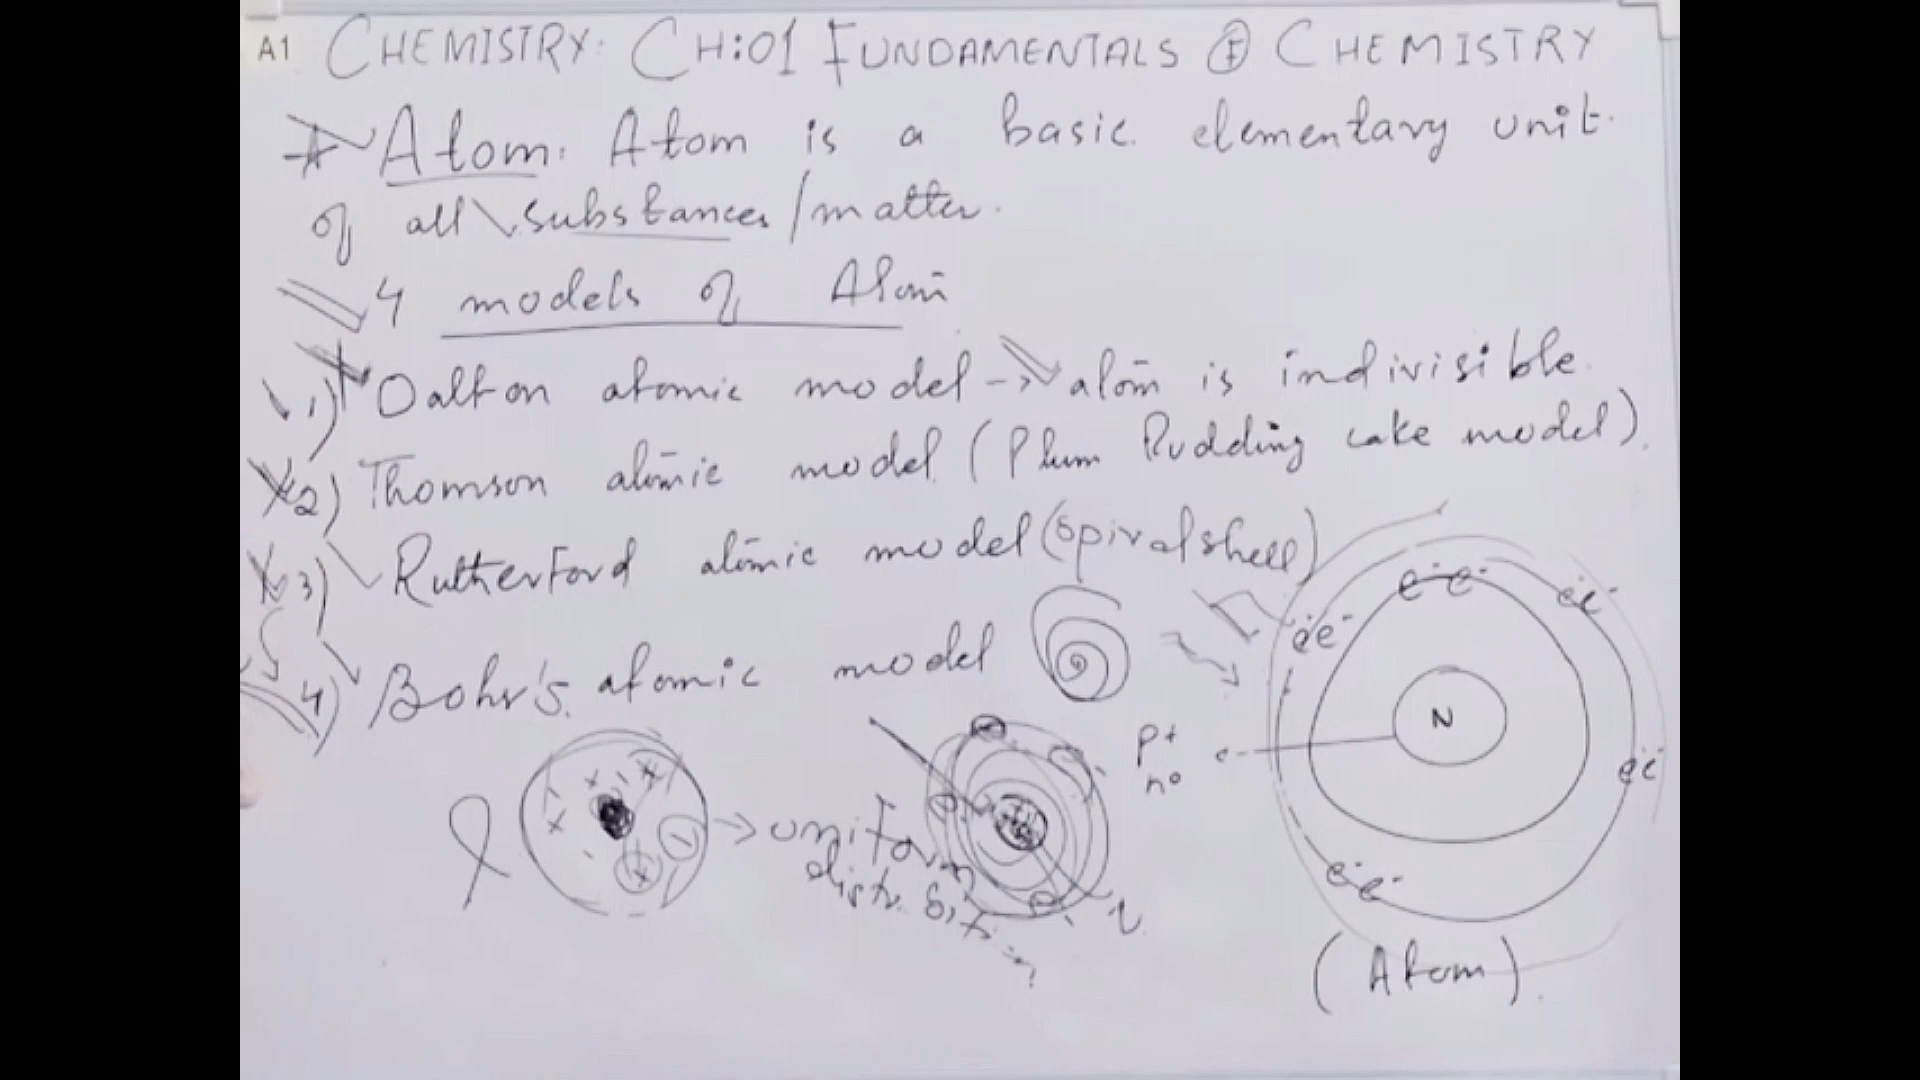 A1 CHEMISTRY: CH:01 FUNDAMENTALS OF CHEMISTRY
Atom: Atom is a basic elementary unit
of all substances/matter.
4 models of Atom
1) Dalton atomic model → atom is indivisible.
2) Thomson atomic model (Plum Pudding cake model).
3) Rutherford atomic model (spiral shell)
4) Bohr's atomic model
→ uniform
distribution
p+
n°
N
e- e-
e- e-
e e-
e e-
e- e-
(Atom).